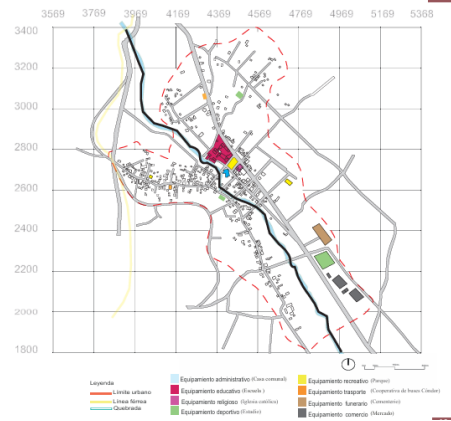 3569 3769 3969 4169 4369 4569 4769 4969 5169 5368
3400
3200
3000
2800
2600
2400
2200
2000
1800
Leyenda
Límite urbano
Línea férrea
Quebrada
Equipamiento administrativo (Casa comunal)
Equipamiento educativo (Escuela)
Equipamiento religioso (Iglesia católica)
Equipamiento deportivo (Estadio)
Equipamiento recreativo (Parque)
Equipamiento trasporte (Cooperativa de buses Cóndor)
Equipamiento funerario (Cementerio)
Equipamiento comercio (Mercado)